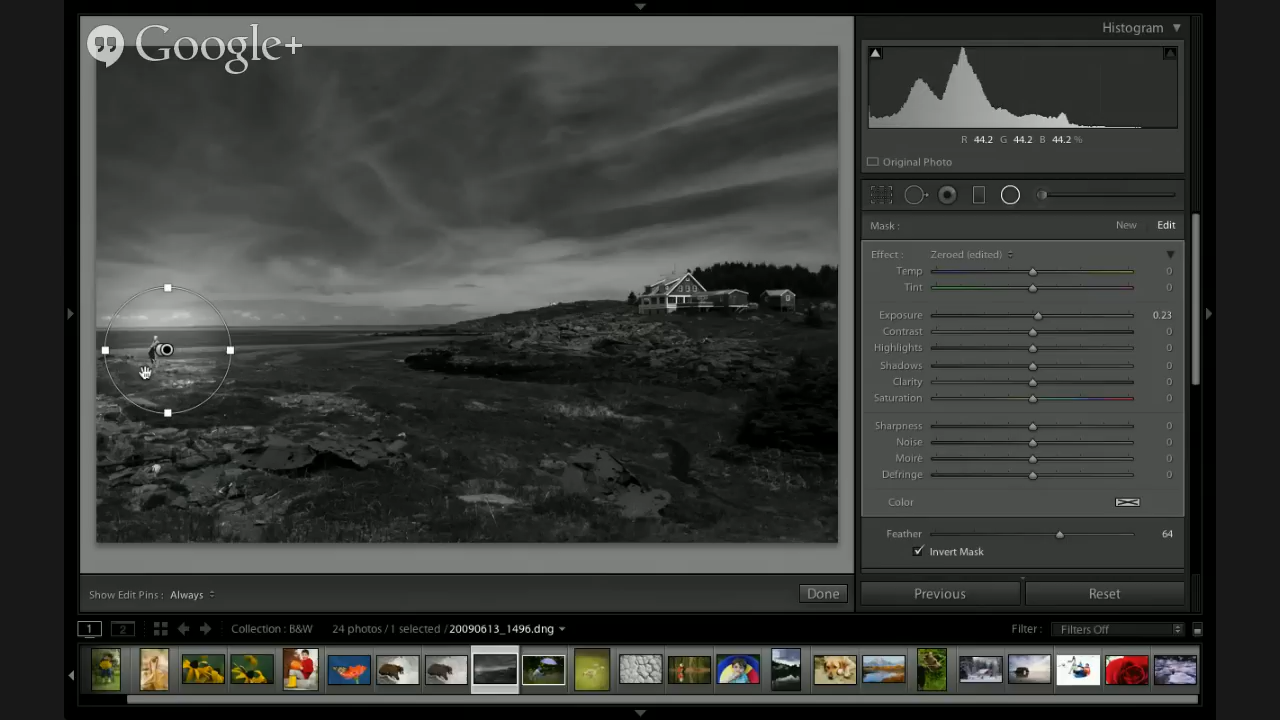 Google+
Histogram
R 44.2 G 44.2 B 44.2 %
Original Photo
Mask : New Edit
Effect : Zeroed (edited)
Temp 0
Tint 0
Exposure 0.23
Contrast 0
Highlights 0
Shadows 0
Clarity 0
Saturation 0
Sharpness 0
Noise 0
Moiré 0
Defringe 0
Color
Feather 64
Invert Mask
Show Edit Pins : Always Done
Previous Reset
1 2 Collection : B&W 24 photos / 1 selected / 20090613_1496.dng Filter : Filters Off